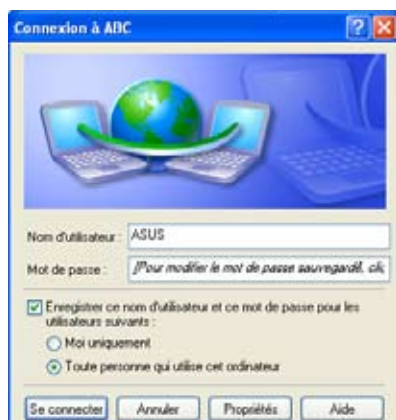 Connexion à ABC
Nom d'utilisateur : ASUS
Mot de passe : [Pour modifier le mot de passe sauvegardé, clic
Enregistrer ce nom d'utilisateur et ce mot de passe pour les
utilisateurs suivants :
Moi uniquement
Toute personne qui utilise cet ordinateur
Se connecter Annuler Propriétés Aide